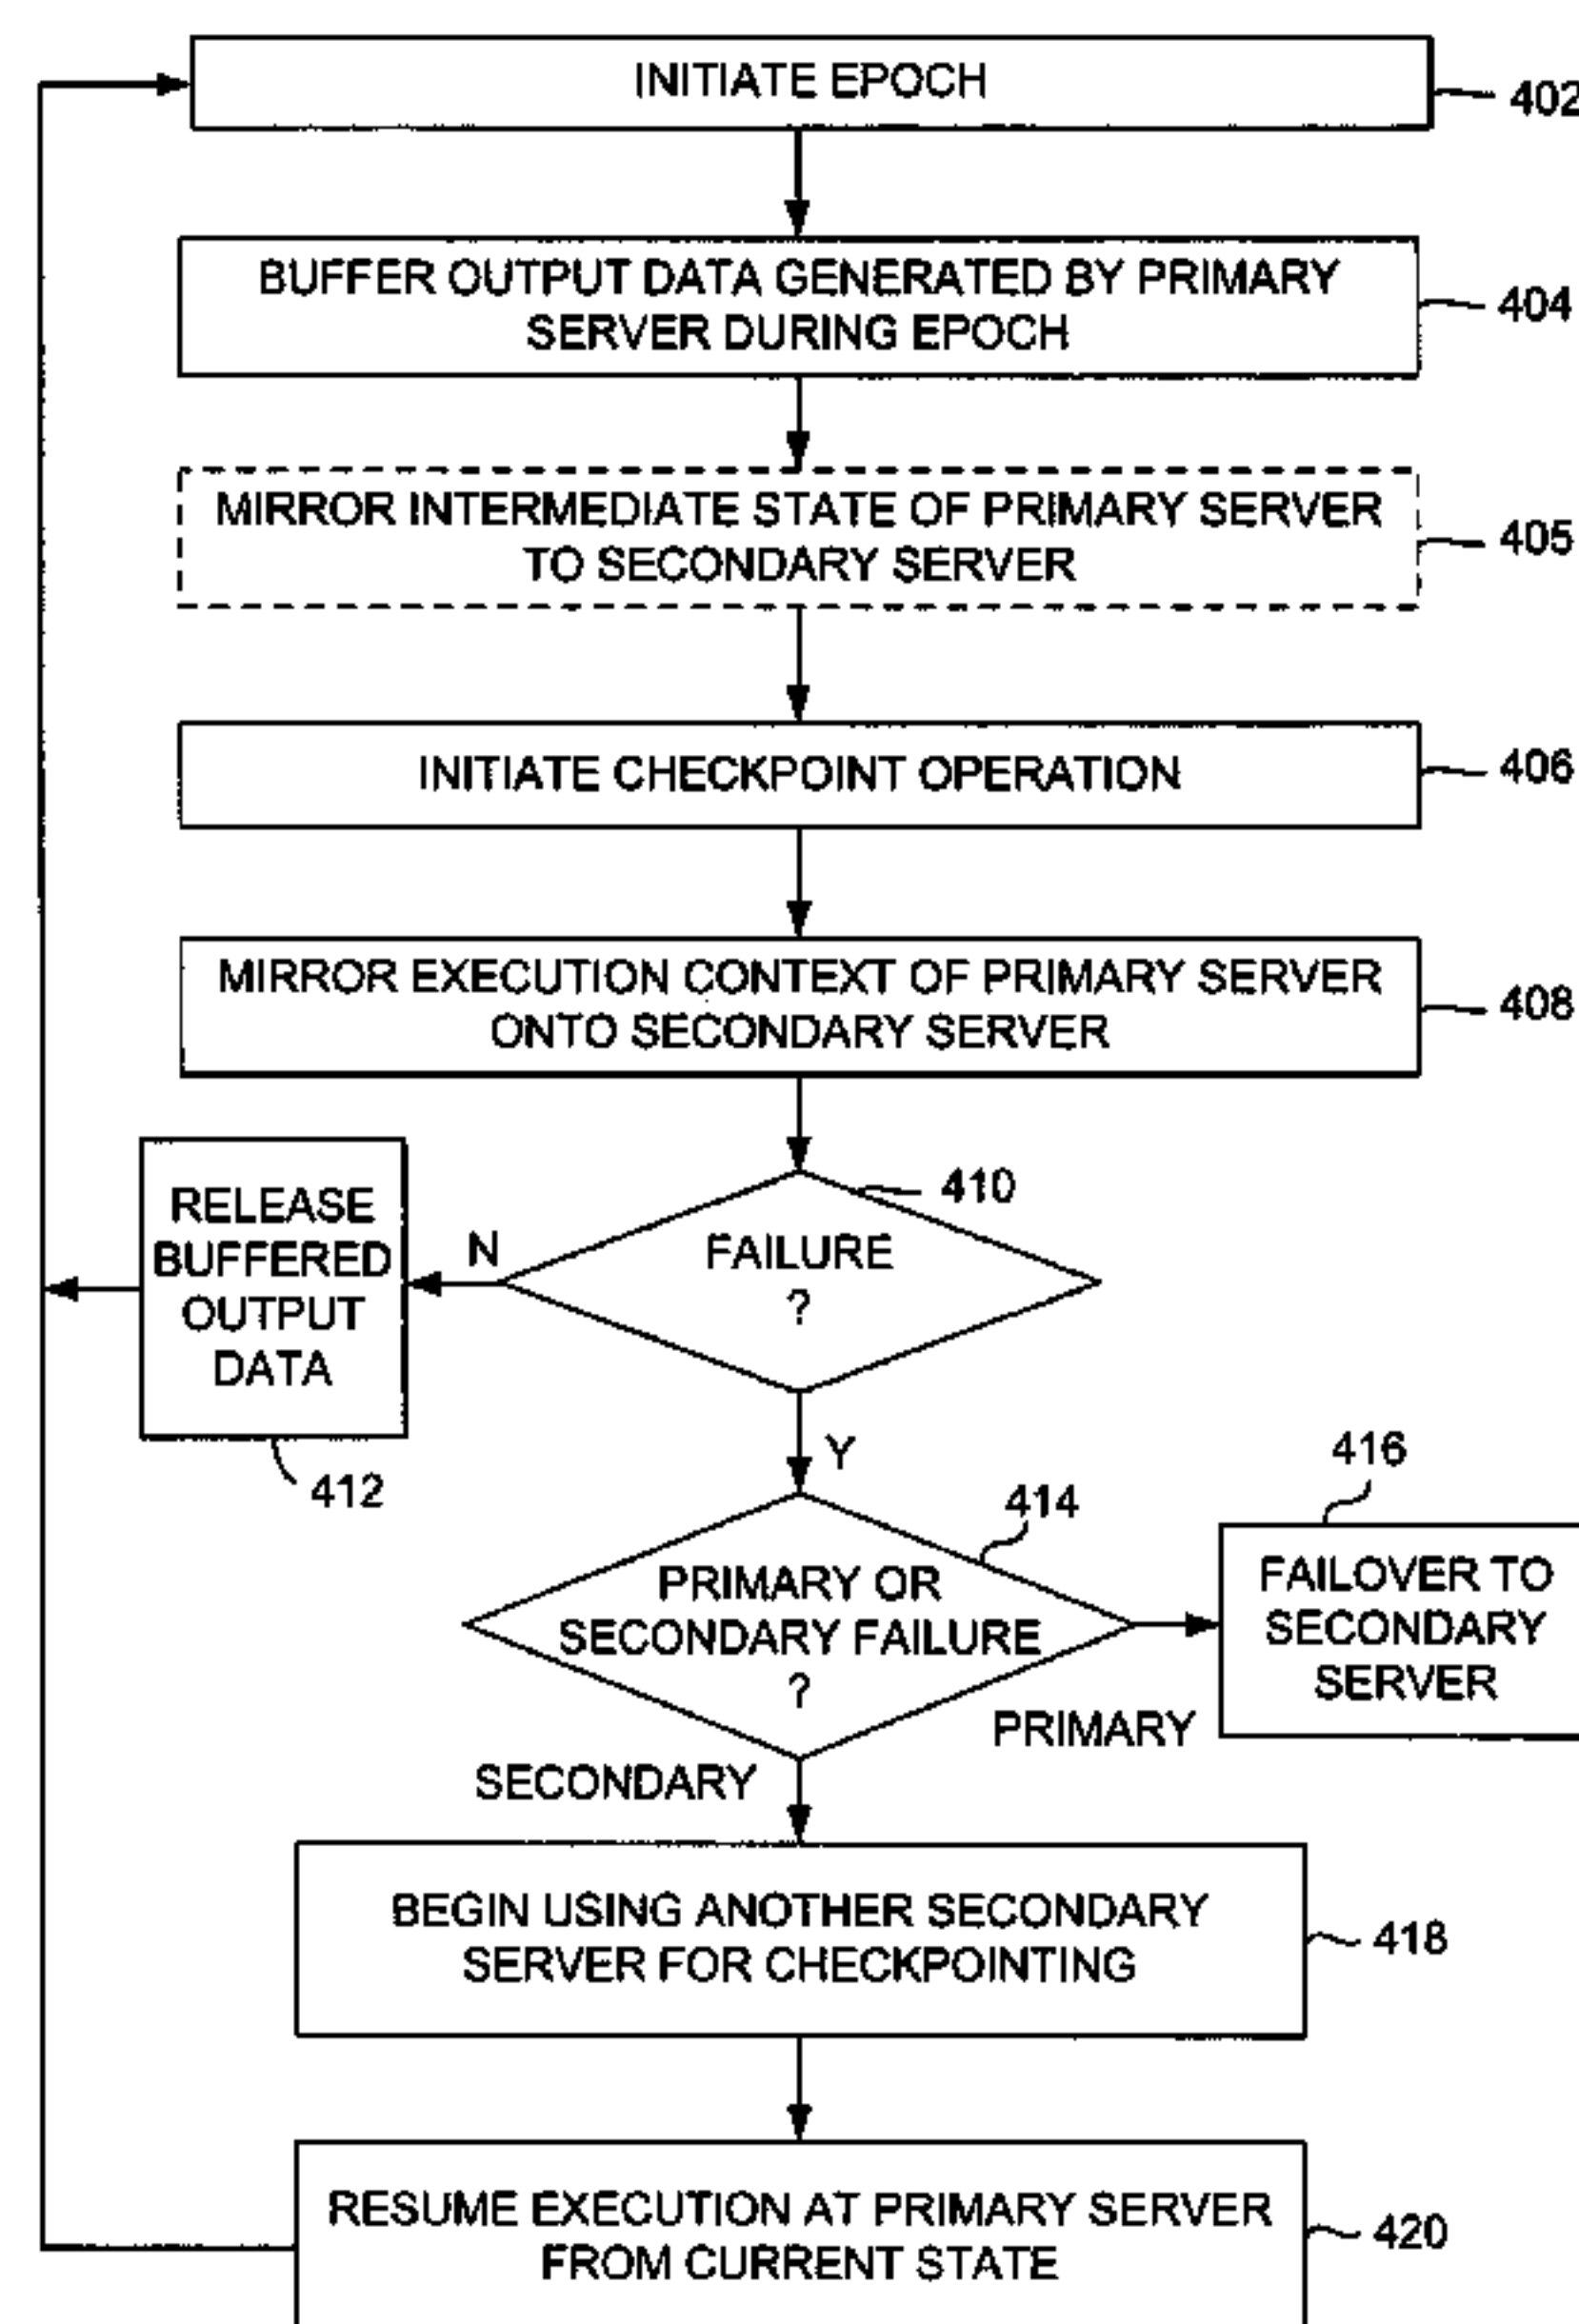 INITIATE EPOCH
402
BUFFER OUTPUT DATA GENERATED BY PRIMARY
SERVER DURING EPOCH
404
MIRROR INTERMEDIATE STATE OF PRIMARY SERVER
TO SECONDARY SERVER
405
INITIATE CHECKPOINT OPERATION
406
MIRROR EXECUTION CONTEXT OF PRIMARY SERVER
ONTO SECONDARY SERVER
408
410
FAILURE
?
N
RELEASE
BUFFERED
OUTPUT
DATA
412
Y
414
PRIMARY OR
SECONDARY FAILURE
?
416
FAILOVER TO
SECONDARY
SERVER
PRIMARY
SECONDARY
BEGIN USING ANOTHER SECONDARY
SERVER FOR CHECKPOINTING
418
RESUME EXECUTION AT PRIMARY SERVER
FROM CURRENT STATE
420